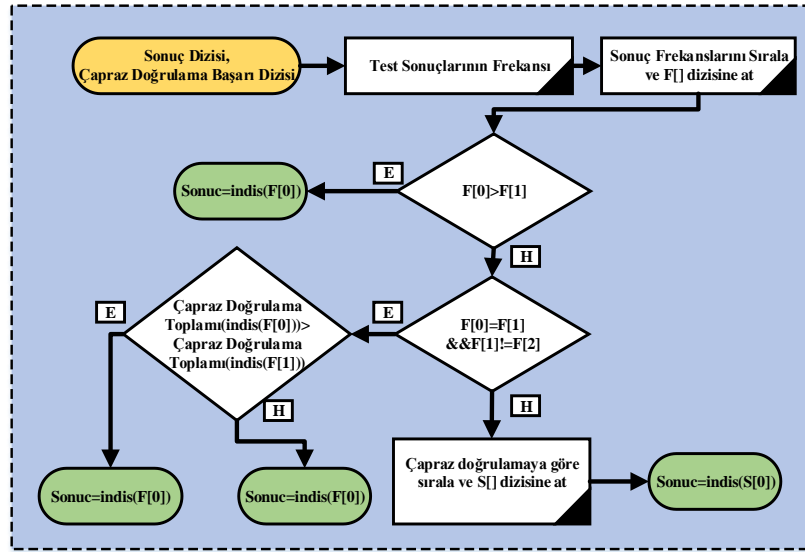 Sonuç Dizisi,
Çapraz Doğrulama Başarı Dizisi
Test Sonuçlarının Frekansı
Sonuç Frekanslarını Sırala
ve F[] dizisine at
F[0]>F[1]
E
Sonuc=indis(F[0])
H
F[0]=F[1]
&&F[1]!=F[2]
E
Çapraz Doğrulama
Toplamı(indis(F[0]))>
Çapraz Doğrulama
Toplamı(indis(F[1]))
E
H
H
Çapraz doğrulamaya göre
sırala ve S[] dizisine at
Sonuc=indis(F[0])
Sonuc=indis(F[0])
Sonuc=indis(S[0])